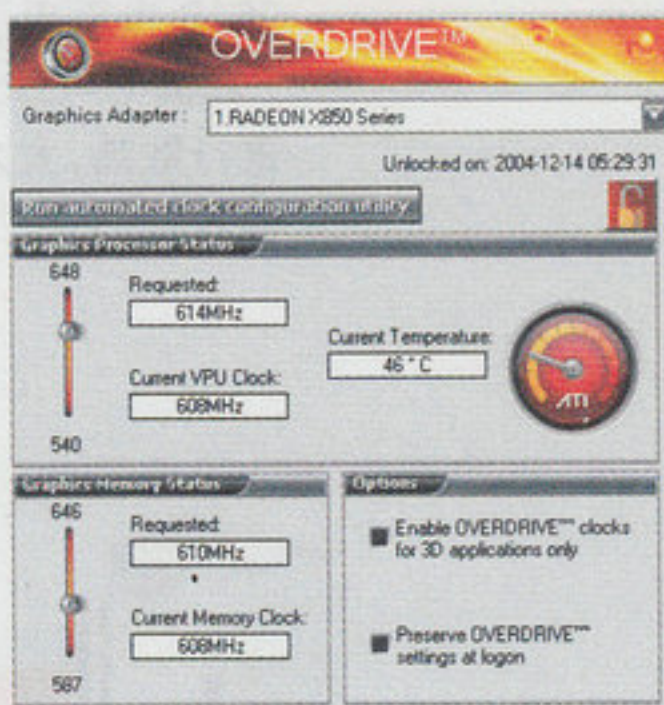 OVERDRIVE™
Graphics Adapter : 1.RADEON X850 Series
Unlocked on: 2004-12-14 05:29:31
Run automated clock configuration utility
Graphics Processor Status
648
Requested:
614MHz
Current Temperature:
46 ° C
Current VPU Clock:
608MHz
540
ATI
Graphics Memory Status
646
Requested:
610MHz
Current Memory Clock:
608MHz
587
Options
Enable OVERDRIVE™ clocks
for 3D applications only
Preserve OVERDRIVE™
settings at logon